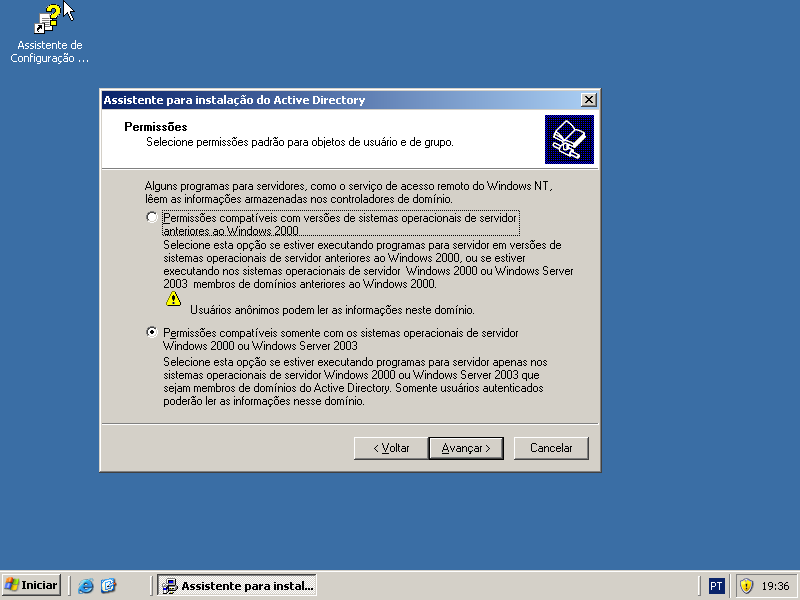 Assistente de
Configuração ...
Assistente para instalação do Active Directory
Permissões
Selecione permissões padrão para objetos de usuário e de grupo.
Alguns programas para servidores, como o serviço de acesso remoto do Windows NT,
lêem as informações armazenadas nos controladores de domínio.
Permissões compatíveis com versões de sistemas operacionais de servidor
anteriores ao Windows 2000
Selecione esta opção se estiver executando programas para servidor em versões de
sistemas operacionais de servidor anteriores ao Windows 2000, ou se estiver
executando nos sistemas operacionais de servidor Windows 2000 ou Windows Server
2003 membros de domínios anteriores ao Windows 2000.
Usuários anônimos podem ler as informações neste domínio.
Permissões compatíveis somente com os sistemas operacionais de servidor
Windows 2000 ou Windows Server 2003
Selecione esta opção se estiver executando programas para servidor apenas nos
sistemas operacionais de servidor Windows 2000 ou Windows Server 2003 que
sejam membros de domínios do Active Directory. Somente usuários autenticados
poderão ler as informações nesse domínio.
< Voltar
Avançar >
Cancelar
Iniciar
Assistente para instal...
PT
19:36